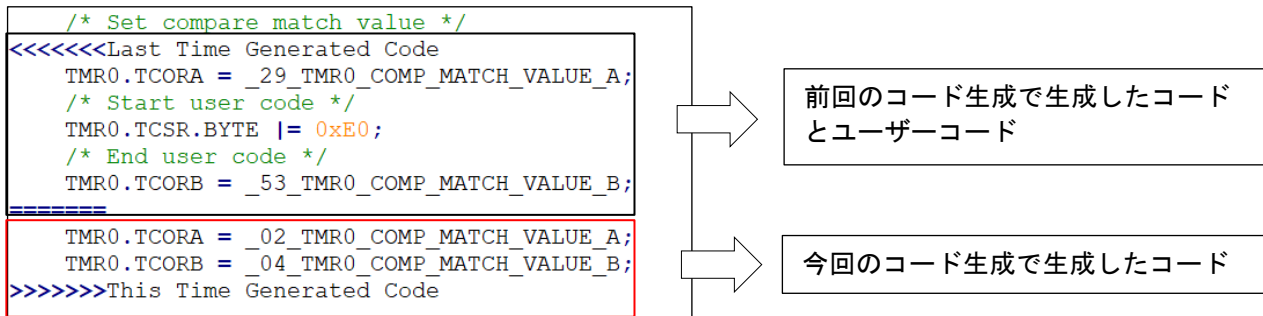 /* Set compare match value */
<<<<<<<Last Time Generated Code
TMR0.TCORA = _29_TMR0_COMP_MATCH_VALUE_A;
/* Start user code */
TMR0.TCSR.BYTE |= 0xE0;
/* End user code */
TMR0.TCORB = _53_TMR0_COMP_MATCH_VALUE_B;
=======
TMR0.TCORA = _02_TMR0_COMP_MATCH_VALUE_A;
TMR0.TCORB = _04_TMR0_COMP_MATCH_VALUE_B;
>>>>>>>This Time Generated Code
前回のコード生成で生成したコード
とユーザーコード
今回のコード生成で生成したコード